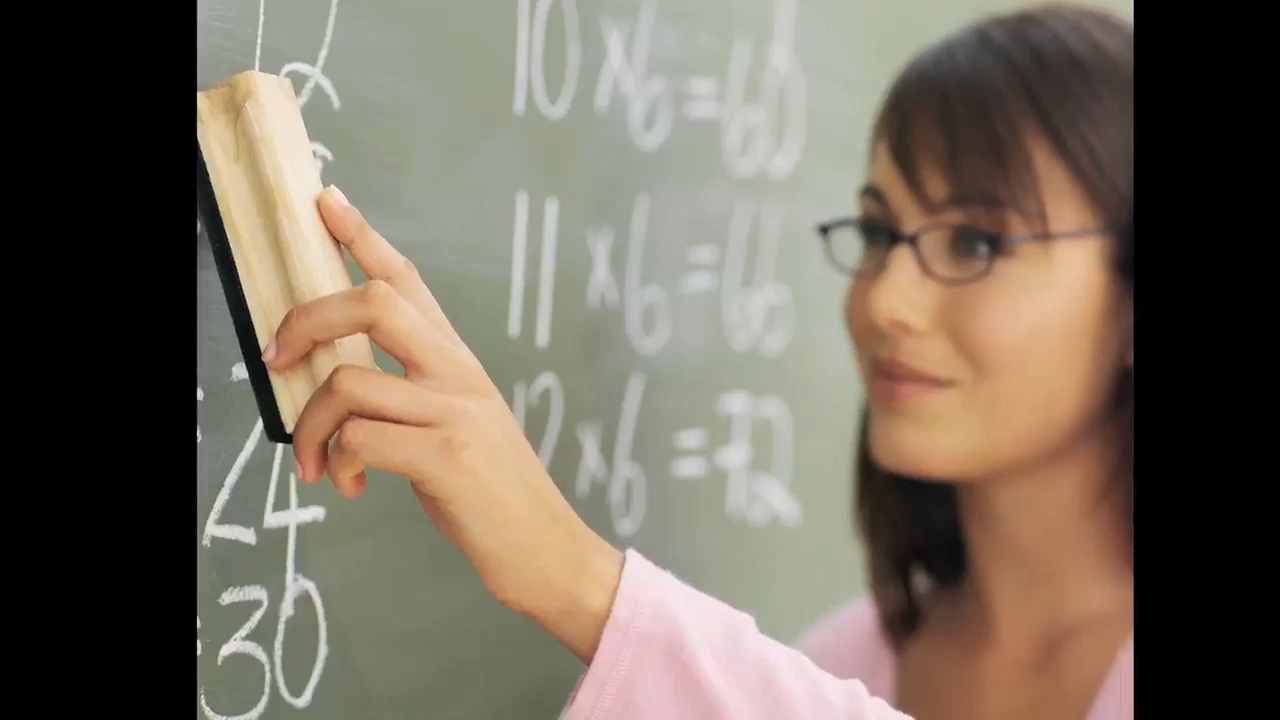 10 x 6 = 60
11 x 6 = 66
12 x 6 = 72
24
30